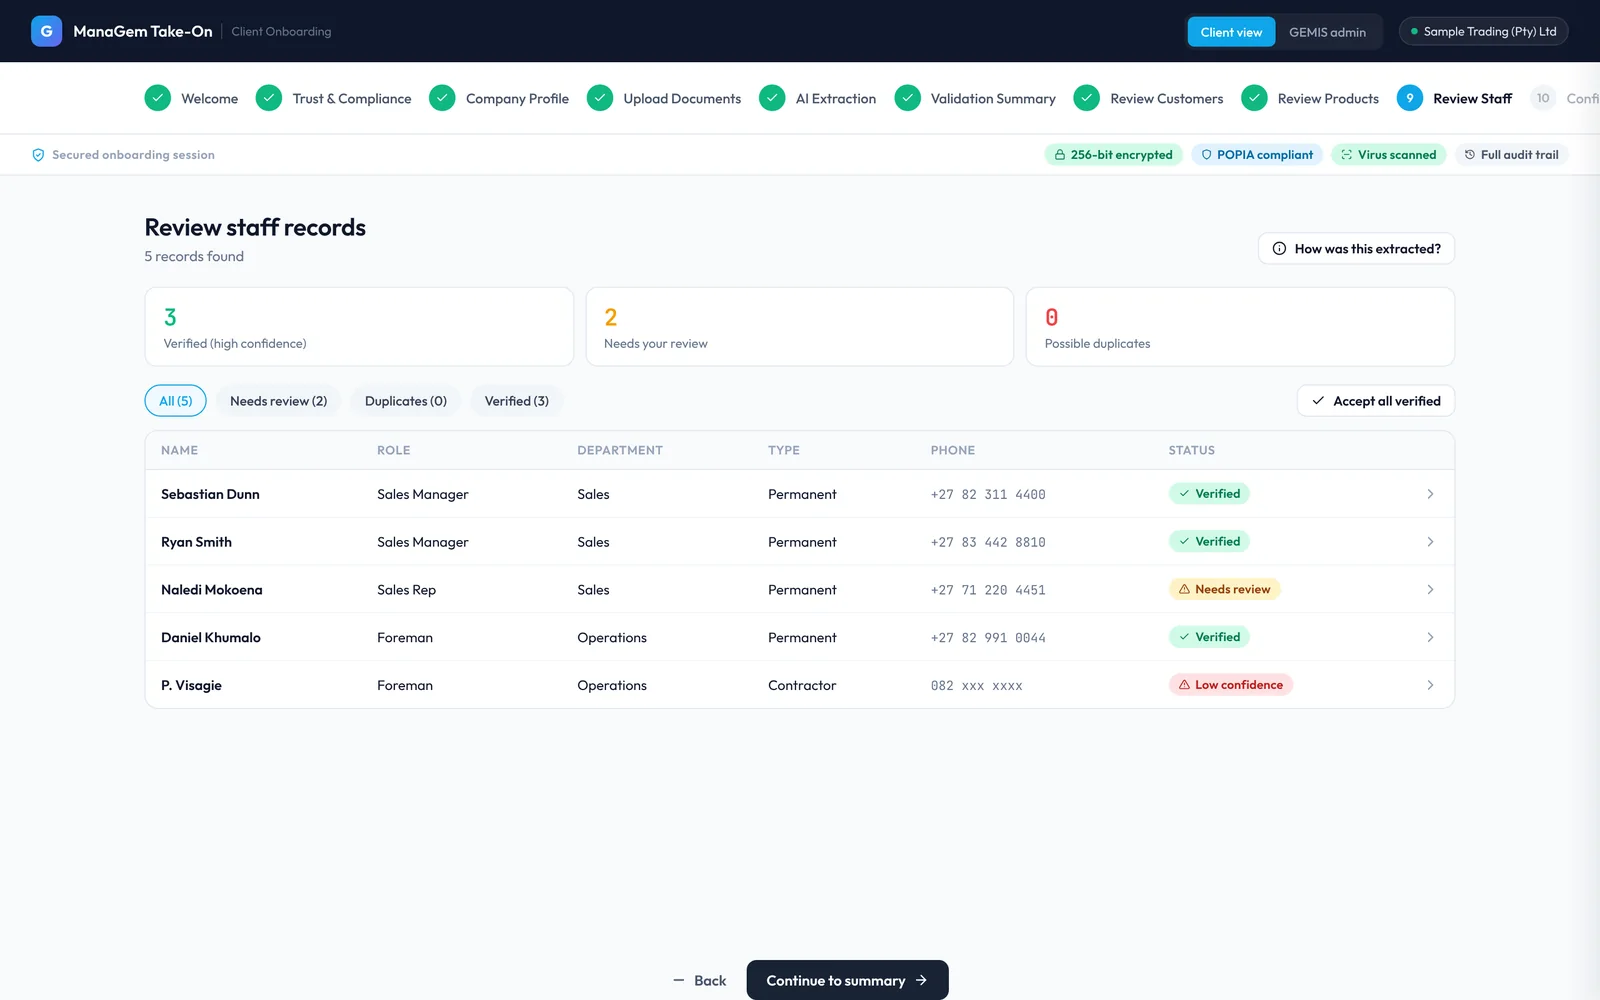 G ManaGem Take-On Client Onboarding Client view GEMIS admin Sample Trading (Pty) Ltd
Welcome Trust & Compliance Company Profile Upload Documents AI Extraction Validation Summary Review Customers Review Products 9 Review Staff 10 Confi
Secured onboarding session 256-bit encrypted POPIA compliant Virus scanned Full audit trail
Review staff records
5 records found
How was this extracted?
3
Verified (high confidence)
2
Needs your review
0
Possible duplicates
All (5) Needs review (2) Duplicates (0) Verified (3) Accept all verified
NAME ROLE DEPARTMENT TYPE PHONE STATUS
Sebastian Dunn Sales Manager Sales Permanent +27 82 311 4400 Verified
Ryan Smith Sales Manager Sales Permanent +27 83 442 8810 Verified
Naledi Mokoena Sales Rep Sales Permanent +27 71 220 4451 Needs review
Daniel Khumalo Foreman Operations Permanent +27 82 991 0044 Verified
P. Visagie Foreman Operations Contractor 082 xxx xxxx Low confidence
Back Continue to summary